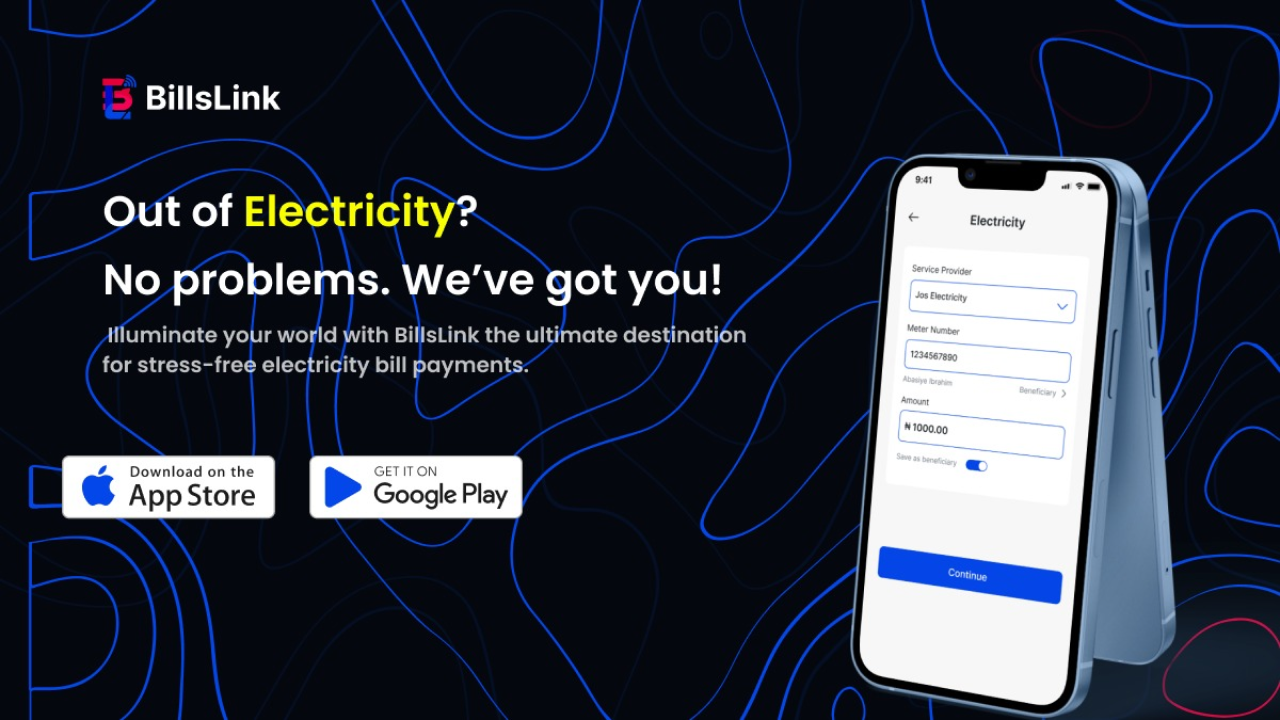 BillsLink
Out of Electricity?
No problems. We’ve got you!
Illuminate your world with BillsLink the ultimate destination
for stress-free electricity bill payments.
Download on the
App Store
GET IT ON
Google Play
9:41
Electricity
Service Provider
Jos Electricity
Meter Number
1234567890
Abasiye Ibrahim
Beneficiary
Amount
₦ 1000.00
Save as beneficiary
Continue